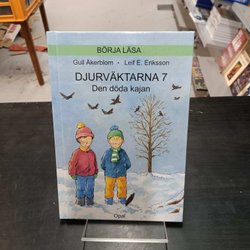 BÖRJA LÄSA
Gull Åkerblom • Leif E. Eriksson
DJURVÄKTARNA 7
Den döda kajan
Opal